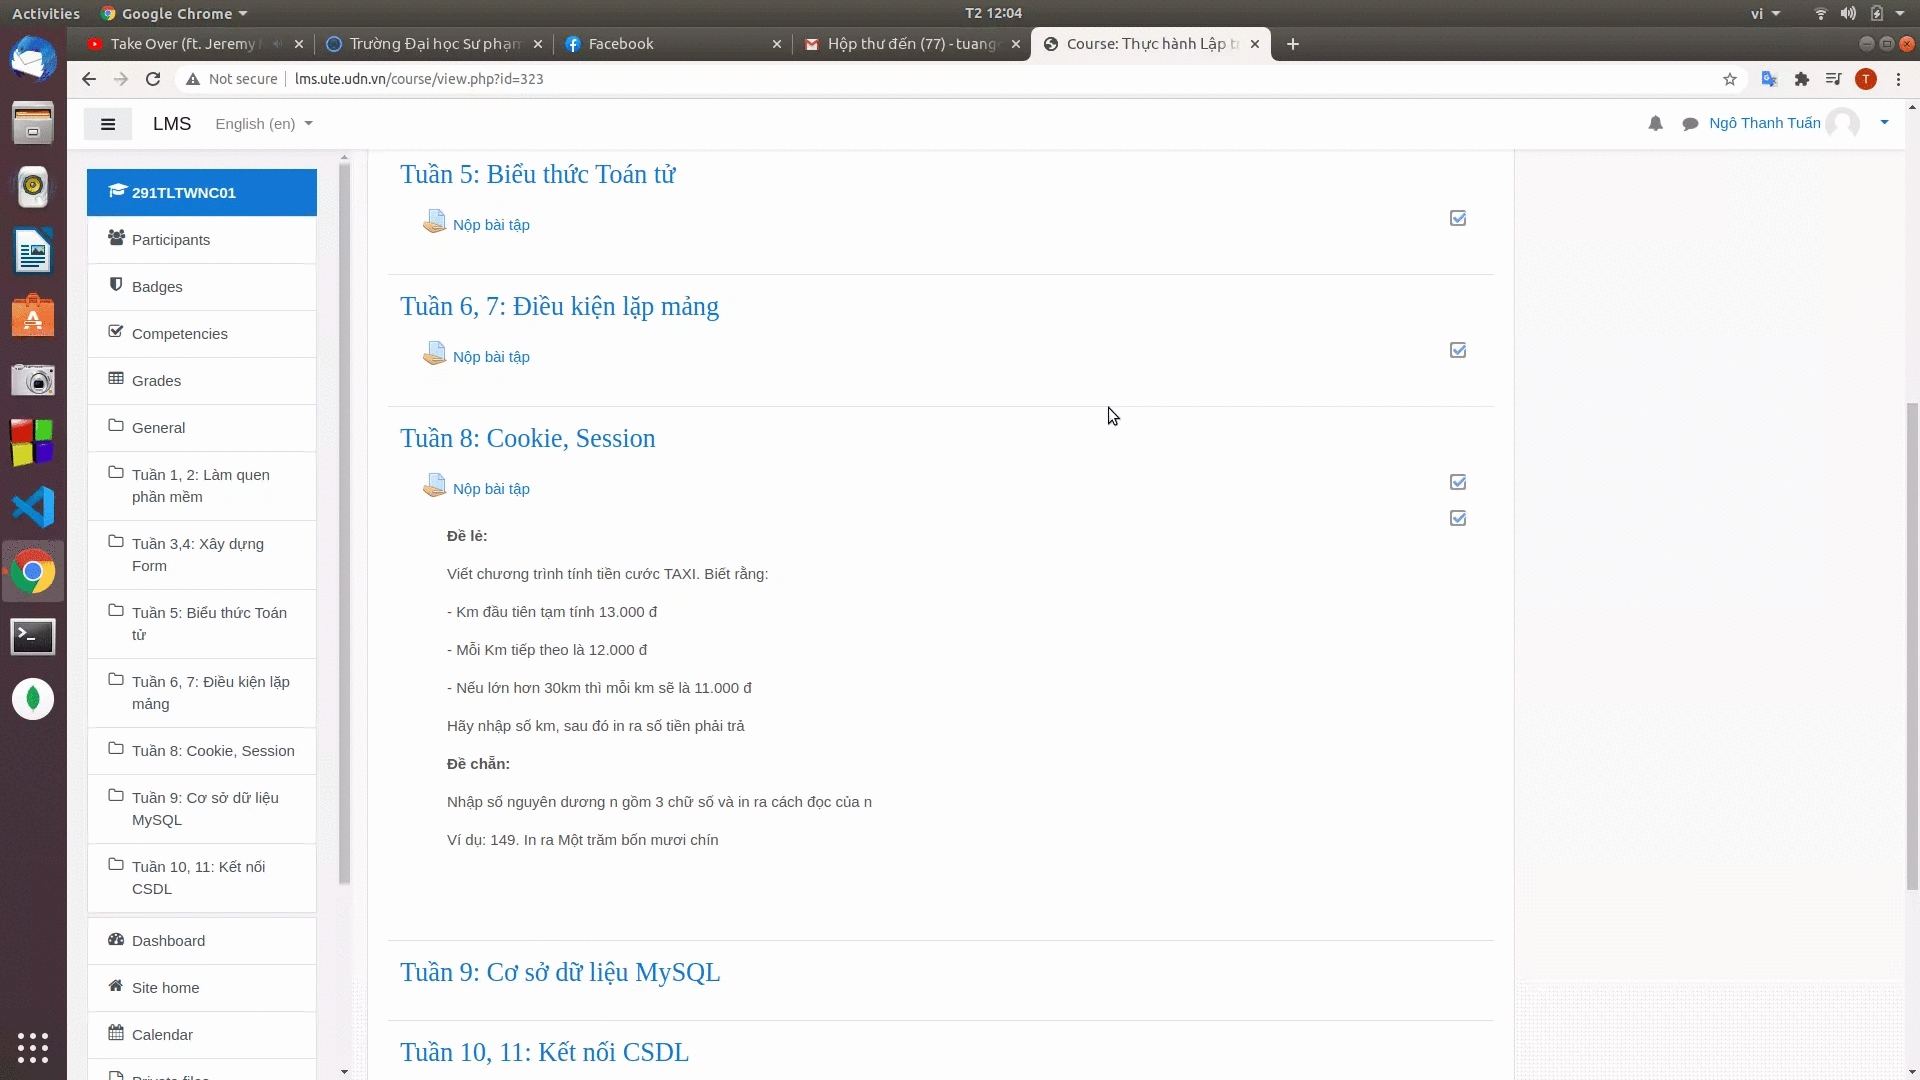 Activities
Google Chrome
T2 12:04
vi
Take Over (ft. Jeremy
Trường Đại học Sư phạm
Facebook
Hộp thư đến (77) - tuang
Course: Thực hành Lập t
Not secure
lms.ute.udn.vn/course/view.php?id=323
T
LMS
English (en)
Ngô Thanh Tuấn
291TLTWNC01
Participants
Badges
Competencies
Grades
General
Tuần 1, 2: Làm quen
phần mềm
Tuần 3,4: Xây dựng
Form
Tuần 5: Biểu thức Toán
tử
Tuần 6, 7: Điều kiện lặp
mảng
Tuần 8: Cookie, Session
Tuần 9: Cơ sở dữ liệu
MySQL
Tuần 10, 11: Kết nối
CSDL
Dashboard
Site home
Calendar
Private files
Tuần 5: Biểu thức Toán tử
Nộp bài tập
Tuần 6, 7: Điều kiện lặp mảng
Nộp bài tập
Tuần 8: Cookie, Session
Nộp bài tập
Đề lẻ:
Viết chương trình tính tiền cước TAXI. Biết rằng:
- Km đầu tiên tạm tính 13.000 đ
- Mỗi Km tiếp theo là 12.000 đ
- Nếu lớn hơn 30km thì mỗi km sẽ là 11.000 đ
Hãy nhập số km, sau đó in ra số tiền phải trả
Đề chẵn:
Nhập số nguyên dương n gồm 3 chữ số và in ra cách đọc của n
Ví dụ: 149. In ra Một trăm bốn mươi chín
Tuần 9: Cơ sở dữ liệu MySQL
Tuần 10, 11: Kết nối CSDL